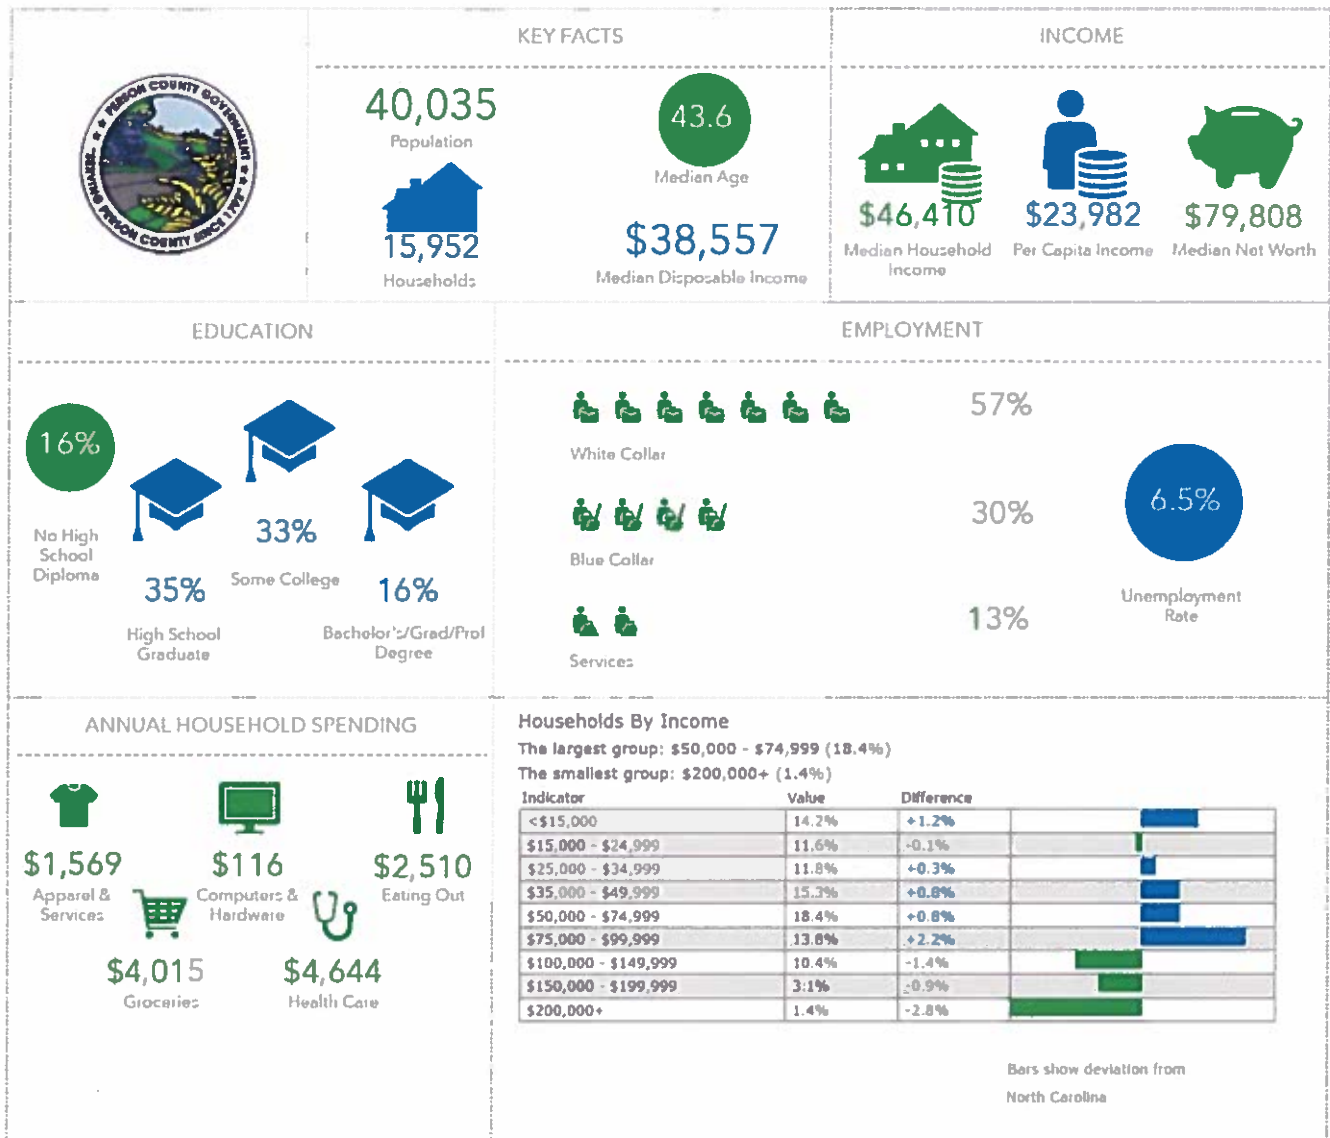 PERSON COUNTY GOVERNMENT
SERVING PERSON COUNTY SINCE 1792
KEY FACTS
40,035
Population
15,952
Households
43.6
Median Age
$38,557
Median Disposable Income
INCOME
$46,410
Median Household
Income
$23,982
Per Capita Income
$79,808
Median Net Worth
EDUCATION
16%
No High
School
Diploma
35%
High School
Graduate
33%
Some College
16%
Bachelor's/Grad/Prof
Degree
EMPLOYMENT
White Collar
57%
Blue Collar
30%
Services
13%
6.5%
Unemployment
Rate
ANNUAL HOUSEHOLD SPENDING
$1,569
Apparel &
Services
$116
Computers &
Hardware
$2,510
Eating Out
$4,015
Groceries
$4,644
Health Care
Households By Income
The largest group: $50,000 - $74,999 (18.4%)
The smallest group: $200,000+ (1.4%)
Indicator Value Difference
<$15,000 14.2% +1.2%
$15,000 - $24,999 11.6% -0.1%
$25,000 - $34,999 11.8% +0.3%
$35,000 - $49,999 15.3% +0.8%
$50,000 - $74,999 18.4% +0.8%
$75,000 - $99,999 13.8% +2.2%
$100,000 - $149,999 10.4% -1.4%
$150,000 - $199,999 3.1% -0.9%
$200,000+ 1.4% -2.8%
Bars show deviation from
North Carolina